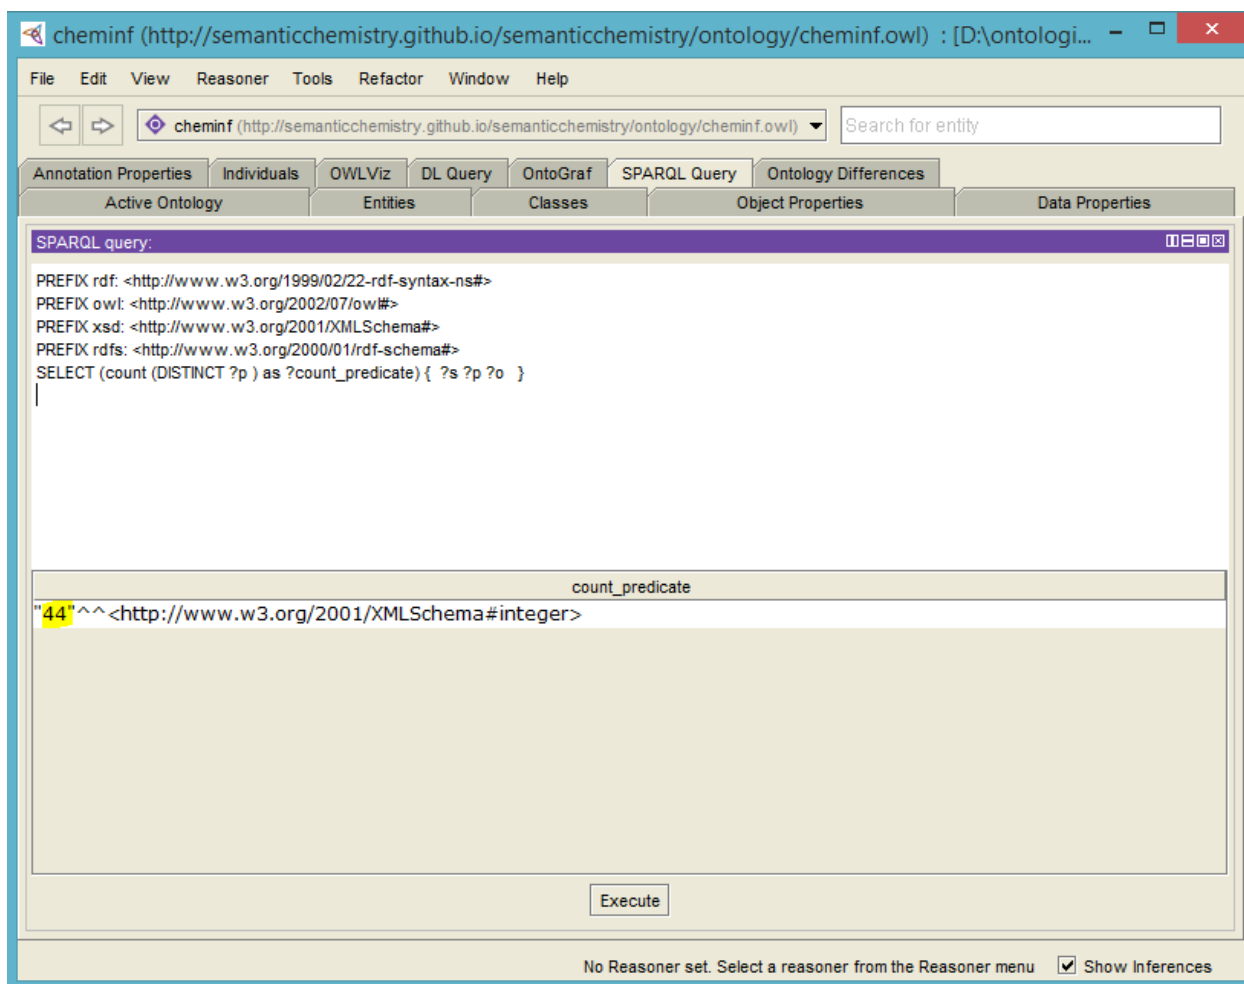 cheminf (http://semanticchemistry.github.io/semanticchemistry/ontology/cheminf.owl) : [D:\ontologi...
File Edit View Reasoner Tools Refactor Window Help
cheminf (http://semanticchemistry.github.io/semanticchemistry/ontology/cheminf.owl) Search for entity
Annotation Properties Individuals OWLViz DL Query OntoGraf SPARQL Query Ontology Differences
Active Ontology Entities Classes Object Properties Data Properties
SPARQL query:
PREFIX rdf: <http://www.w3.org/1999/02/22-rdf-syntax-ns#>
PREFIX owl: <http://www.w3.org/2002/07/owl#>
PREFIX xsd: <http://www.w3.org/2001/XMLSchema#>
PREFIX rdfs: <http://www.w3.org/2000/01/rdf-schema#>
SELECT (count (DISTINCT ?p ) as ?count_predicate) { ?s ?p ?o }
count_predicate
"44"^^<http://www.w3.org/2001/XMLSchema#integer>
Execute
No Reasoner set. Select a reasoner from the Reasoner menu Show Inferences